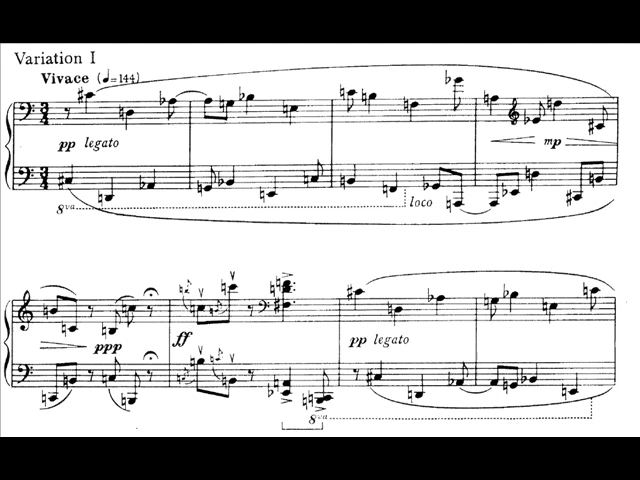 Variation I
Vivace (♩=144)
pp legato
mp
8va
loco
ppp
ff
pp legato
8va